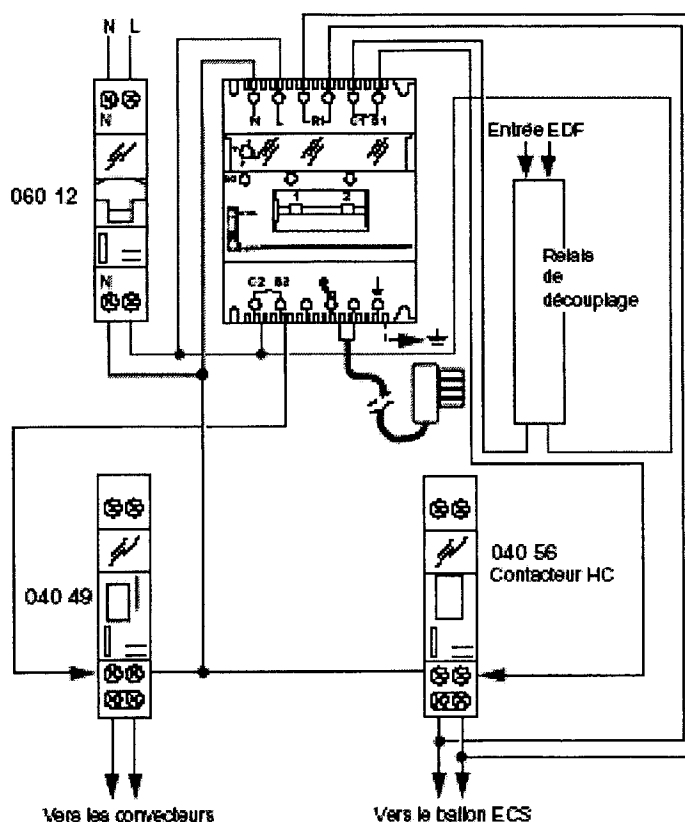 N L
N
060 12
N
N L R1 C1 S1
1 2
C2 S2
Entrée EDF
Relais
de
découplage
040 49
040 56
Contacteur HC
Vers les convecteurs
Vers le ballon ECS